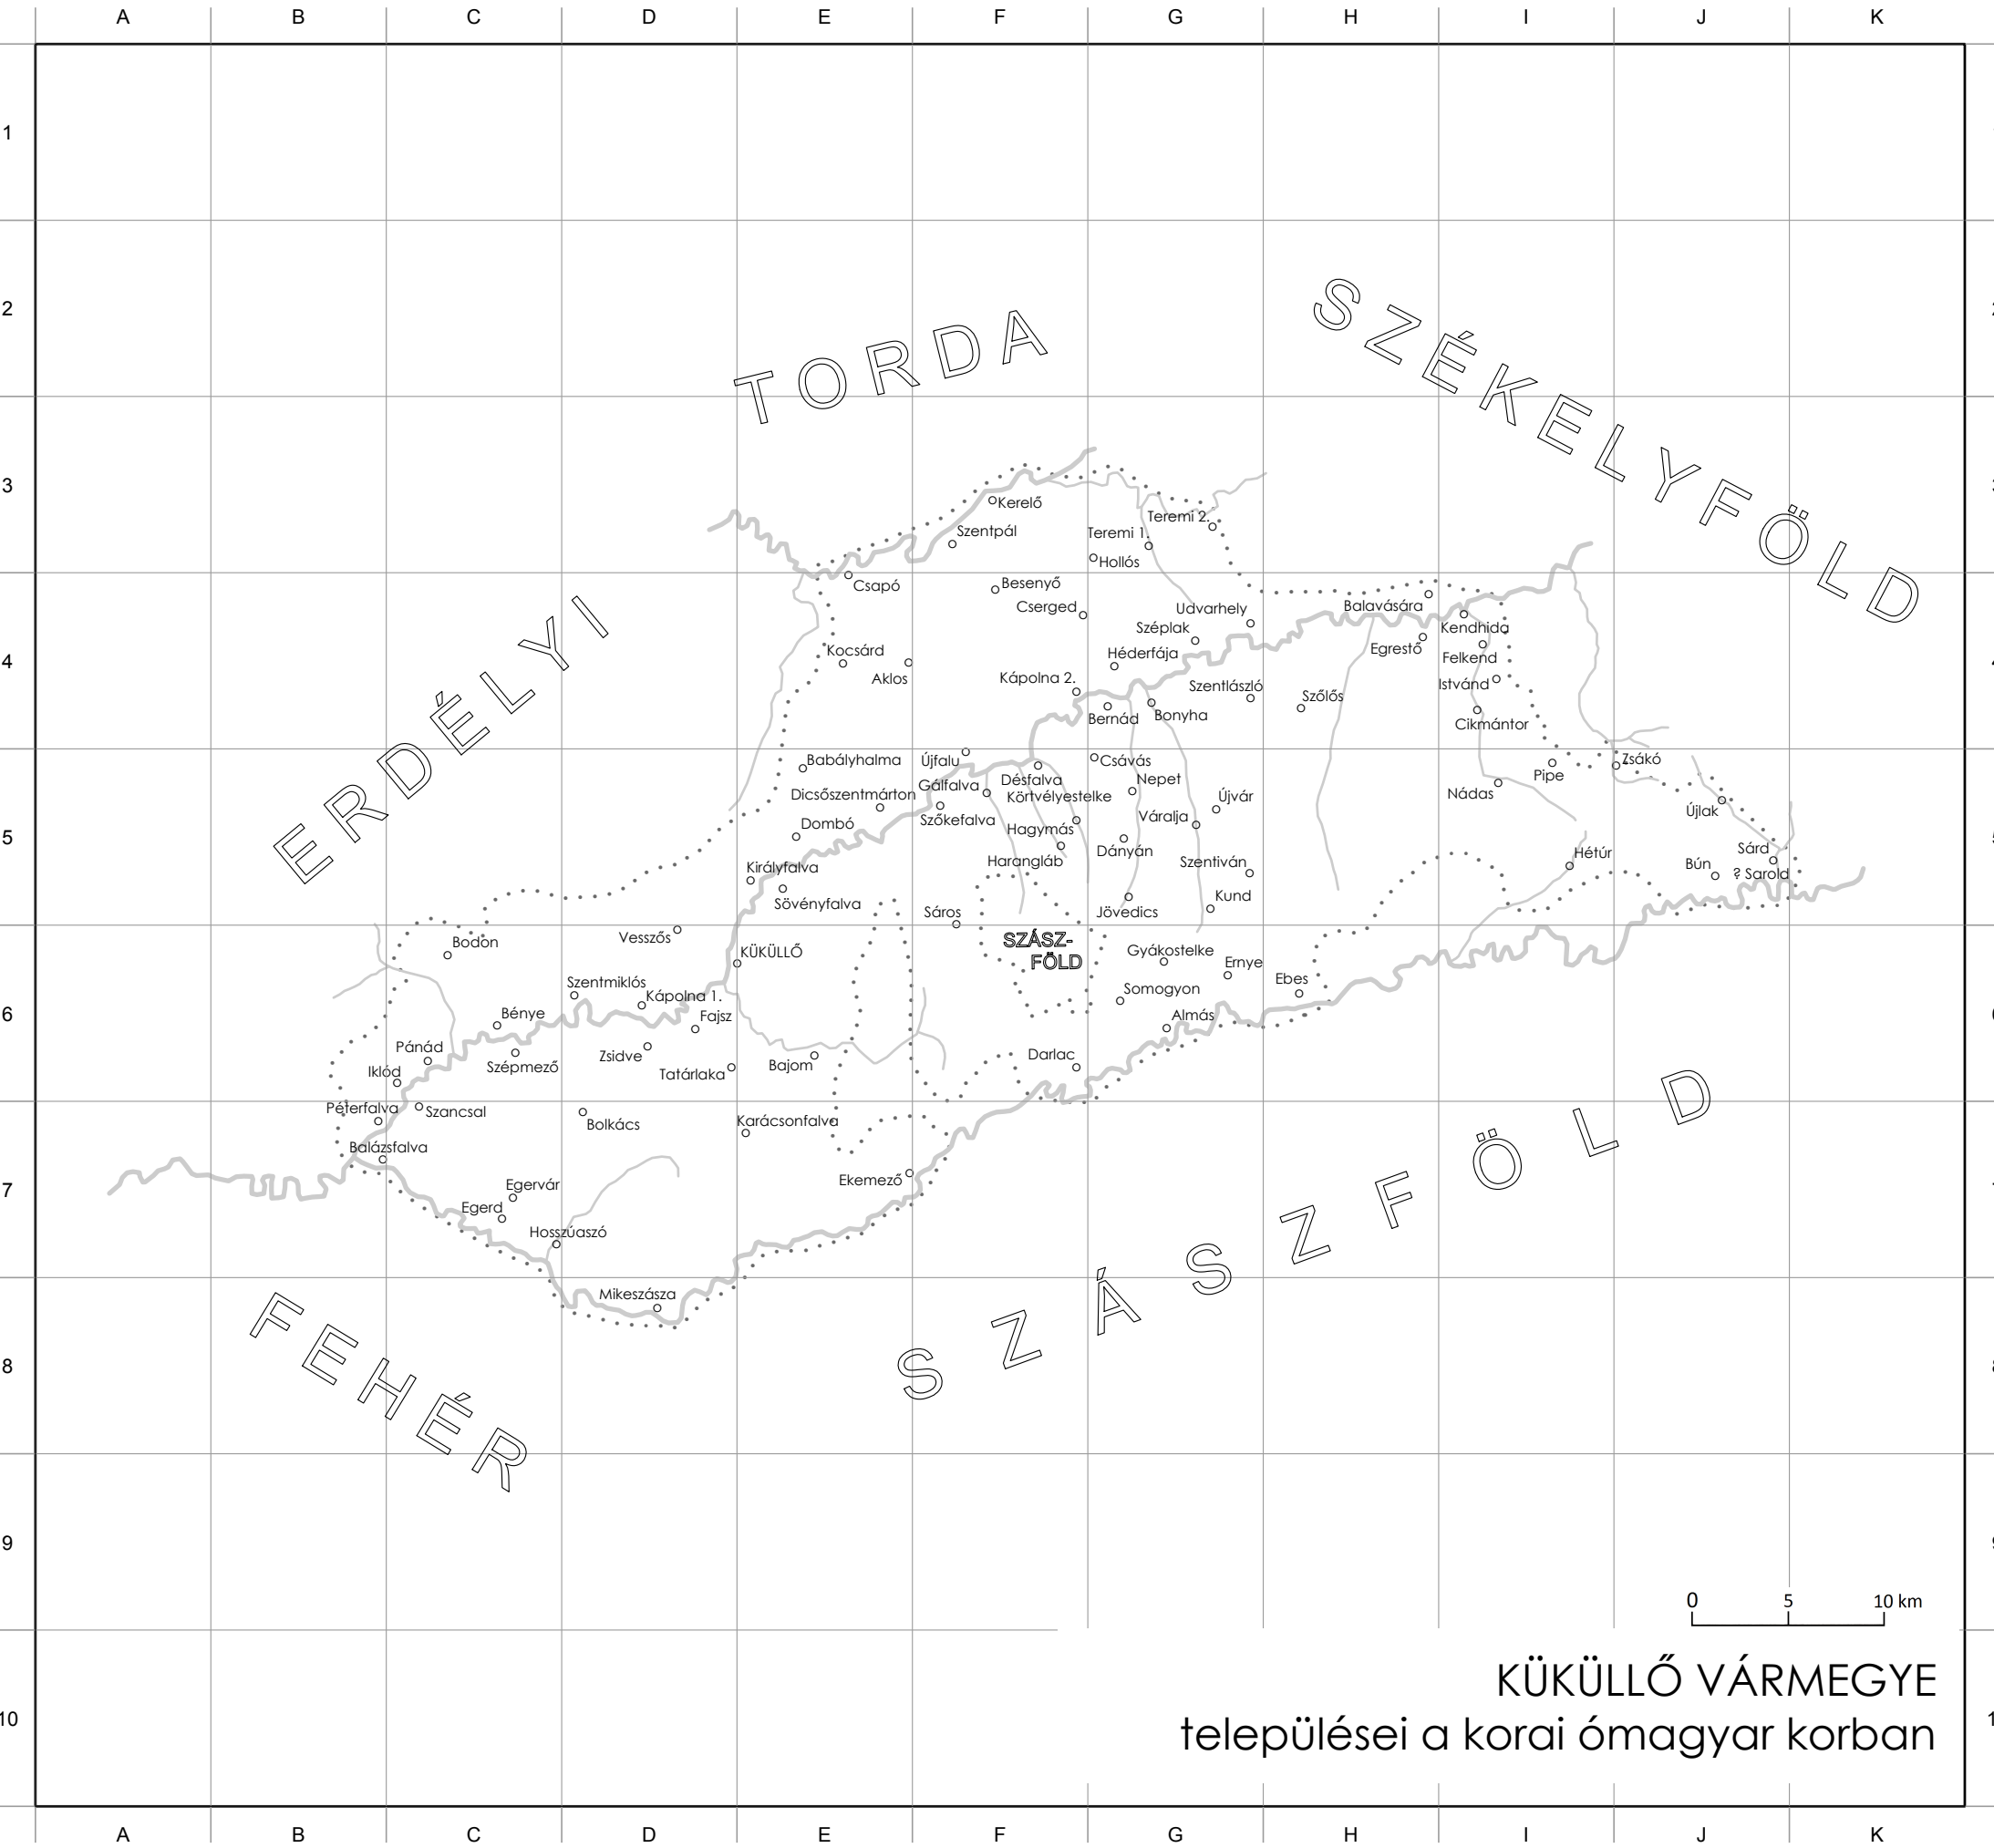 A B C D E F G H I J K
1
2
3
4
5
6
7
8
9
10
TORDA
SZÉKELYFÖLD
ERDÉLYI
FEHÉR
SZÁSZFÖLD
Kerelő
Szentpál
Teremi 2.
Teremi 1.
Hollós
Csapó
Besenyő
Cserged
Udvarhely
Balavására
Széplak
Kendhida
Kocsárd
Héderfája
Egrestő
Felkend
Aklos
Kápolna 2.
Szentlászló
Szőlős
Istvánd
Bernád
Bonyha
Cikmántor
Babályhalma
Újfalu
Csávás
Zsákó
Désfalva
Nepet
Pipe
Gálfalva
Dicsőszentmárton
Körtvélyestelke
Újvár
Nádas
Újlak
Szőkefalva
Váralja
Dombó
Hagymás
Dányán
Sárd
Hétúr
Királyfalva
Harangláb
Szentiván
Bún
? Sarold
Sövényfalva
Kund
Sáros
Jövedics
Vesszős
SZÁSZ-
FÖLD
Bodon
KÜKÜLLŐ
Gyákostelke
Ernye
Szentmiklós
Ebes
Kápolna 1.
Somogyon
Bénye
Fajsz
Almás
Pánád
Zsidve
Darlac
Szépmező
Bajom
Iklód
Tatárlaka
Péterfalva
Szancsal
Bolkács
Karácsonfalva
Balázsfalva
Ekemező
Egervár
Egerd
Hosszúaszó
Mikeszásza
0 5 10 km
KÜKÜLLŐ VÁRMEGYE
települései a korai ómagyar korban
A B C D E F G H I J K